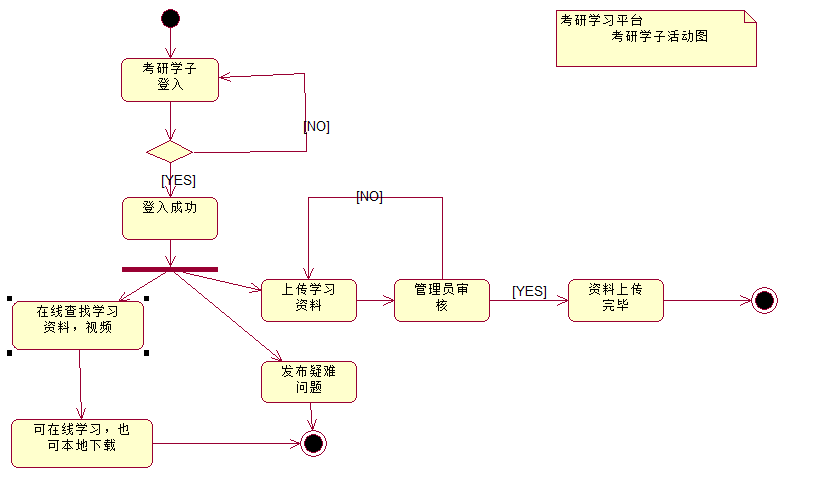 考研学习平台
考研学子活动图
考研学子
登入
[NO]
[YES]
登入成功
[NO]
上传学习
资料
管理员审
核
[YES]
资料上传
完毕
在线查找学习
资料，视频
发布疑难
问题
可在线学习，也
可本地下载